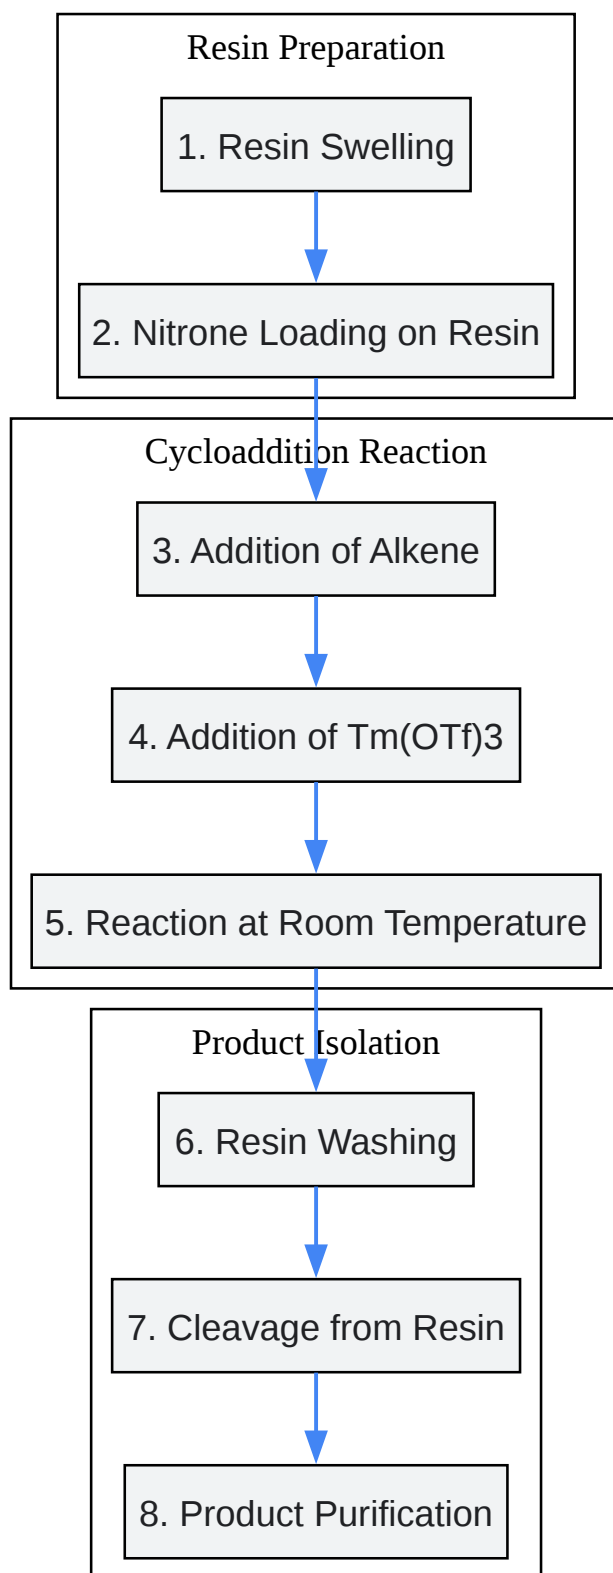 Resin Preparation
1. Resin Swelling
2. Nitrone Loading on Resin
Cycloaddition Reaction
3. Addition of Alkene
4. Addition of Tm(OTf)3
5. Reaction at Room Temperature
Product Isolation
6. Resin Washing
7. Cleavage from Resin
8. Product Purification